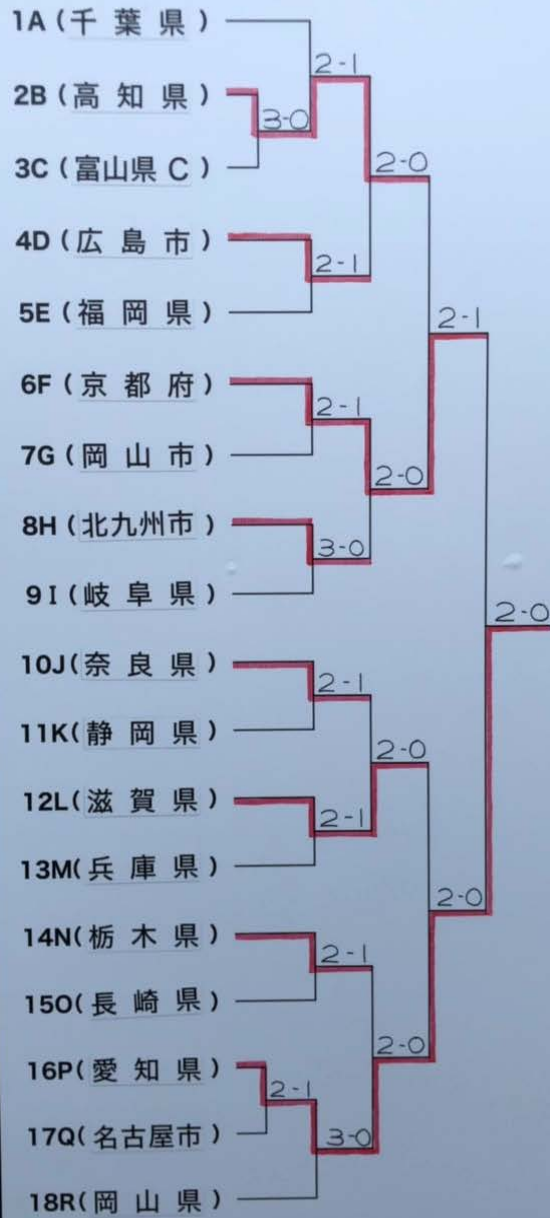 1A(千葉県)
2-1
2B(高知県)
3-0
3C(富山県C)
2-0
4D(広島市)
2-1
5E(福岡県)
2-1
6F(京都府)
2-1
7G(岡山市)
2-0
8H(北九州市)
3-0
9I(岐阜県)
2-0
10J(奈良県)
2-1
11K(静岡県)
2-0
12L(滋賀県)
2-1
13M(兵庫県)
2-0
14N(栃木県)
2-1
15O(長崎県)
2-0
16P(愛知県)
2-1
17Q(名古屋市)
3-0
18R(岡山県)